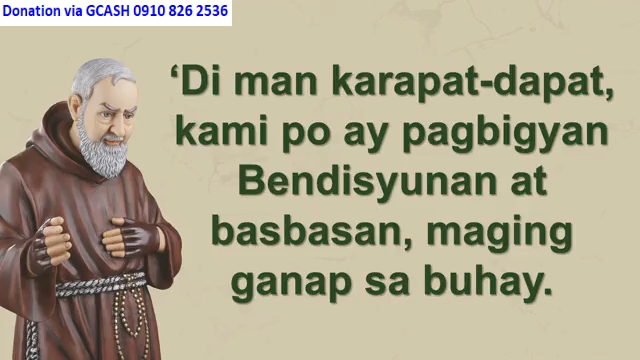 Donation via GCASH 0910 826 2536
‘Di man karapat-dapat,
kami po ay pagbigyan
Bendisyunan at
basbasan, maging
ganap sa buhay.